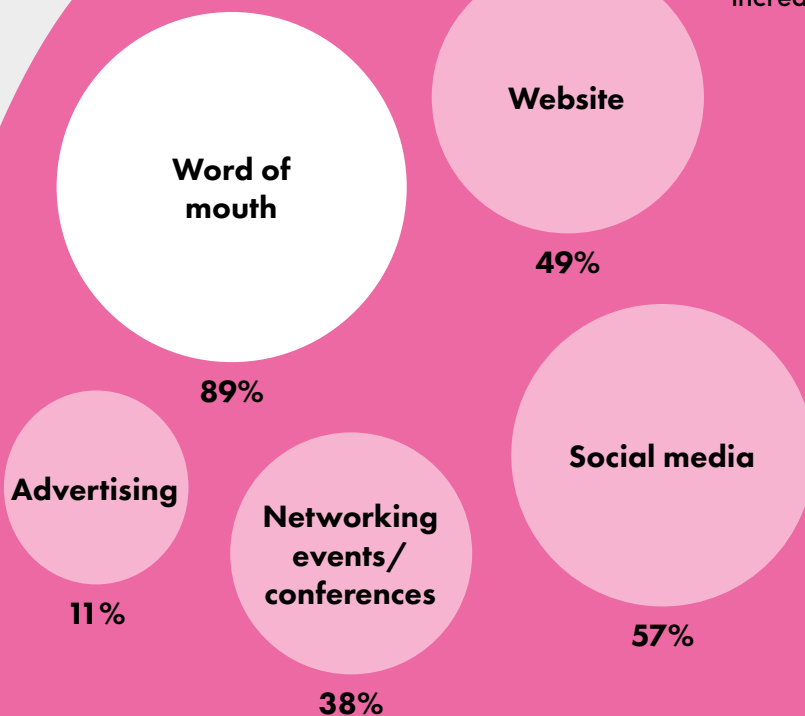 Word of
mouth
89%
Website
49%
Advertising
11%
Networking
events/
conferences
38%
Social media
57%